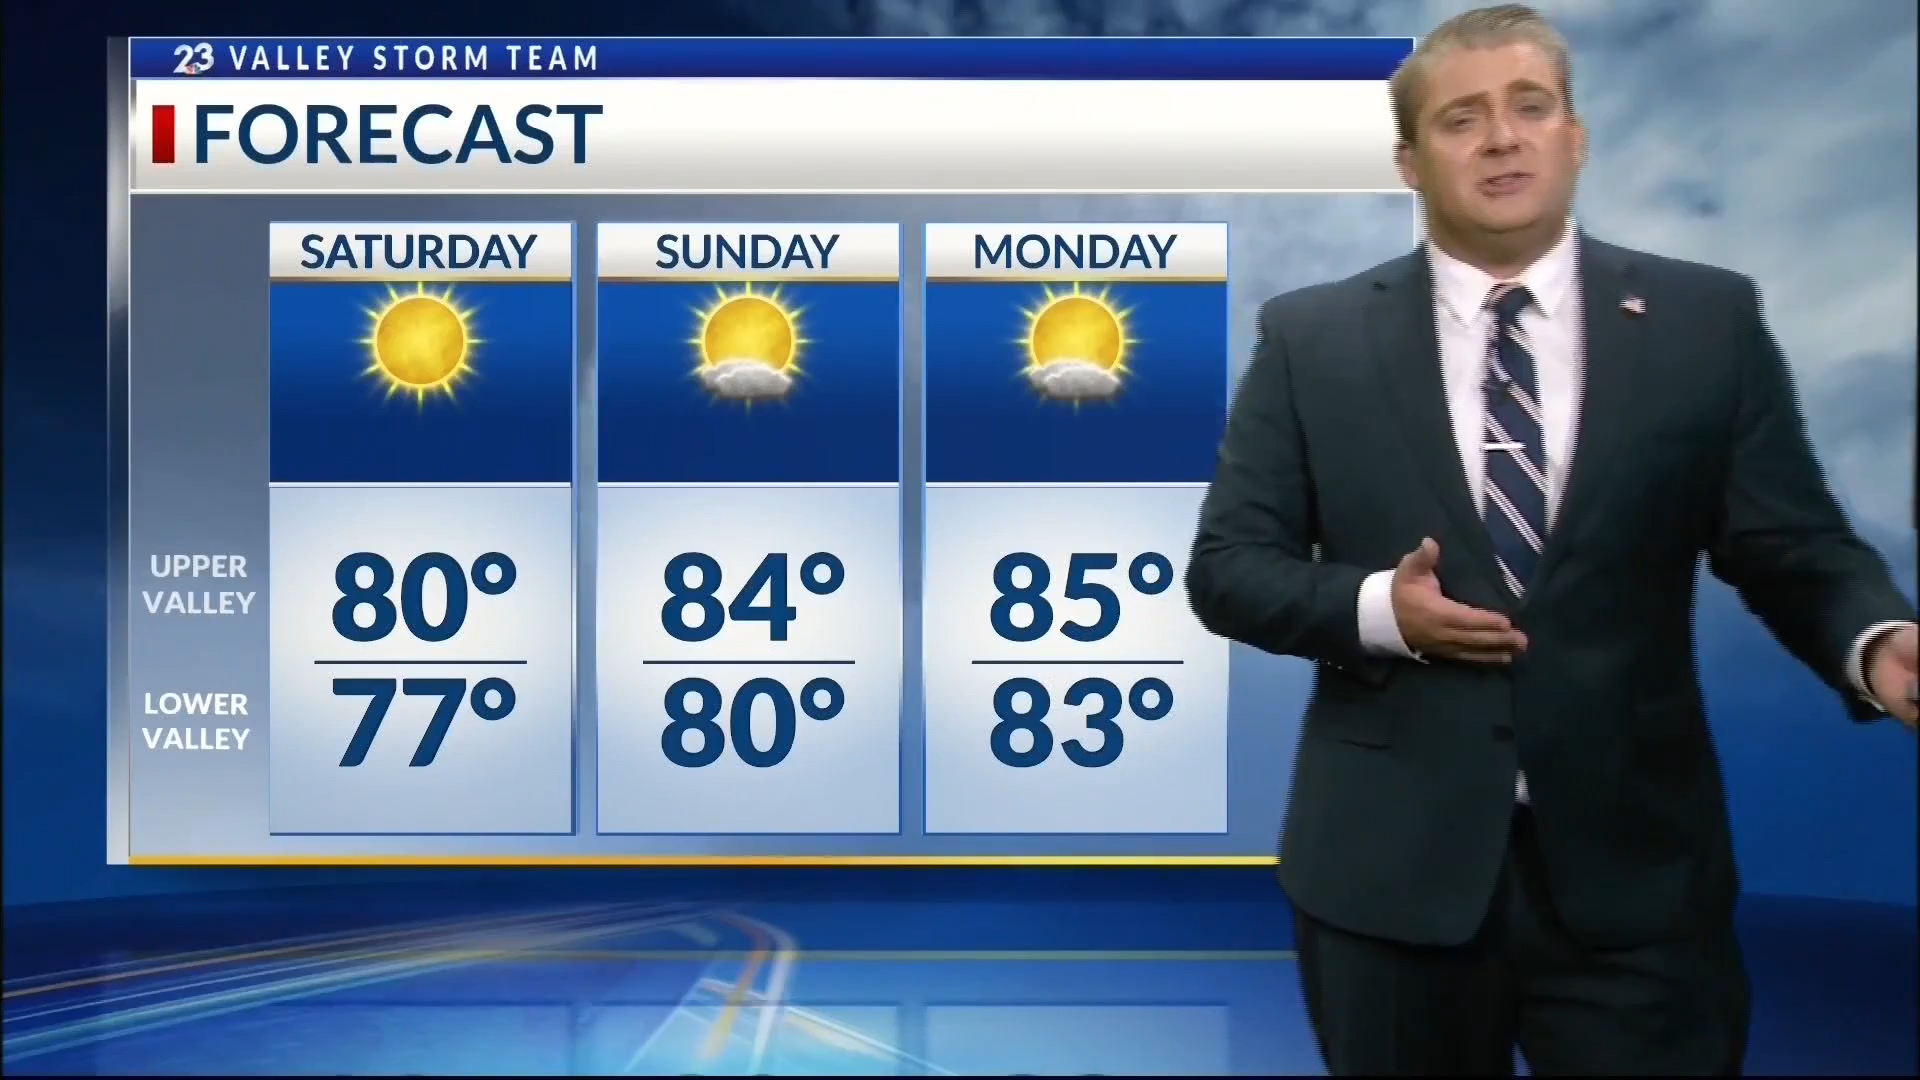 23 VALLEY STORM TEAM
FORECAST
SATURDAY SUNDAY MONDAY
UPPER
VALLEY
80° 84° 85°
LOWER
VALLEY
77° 80° 83°